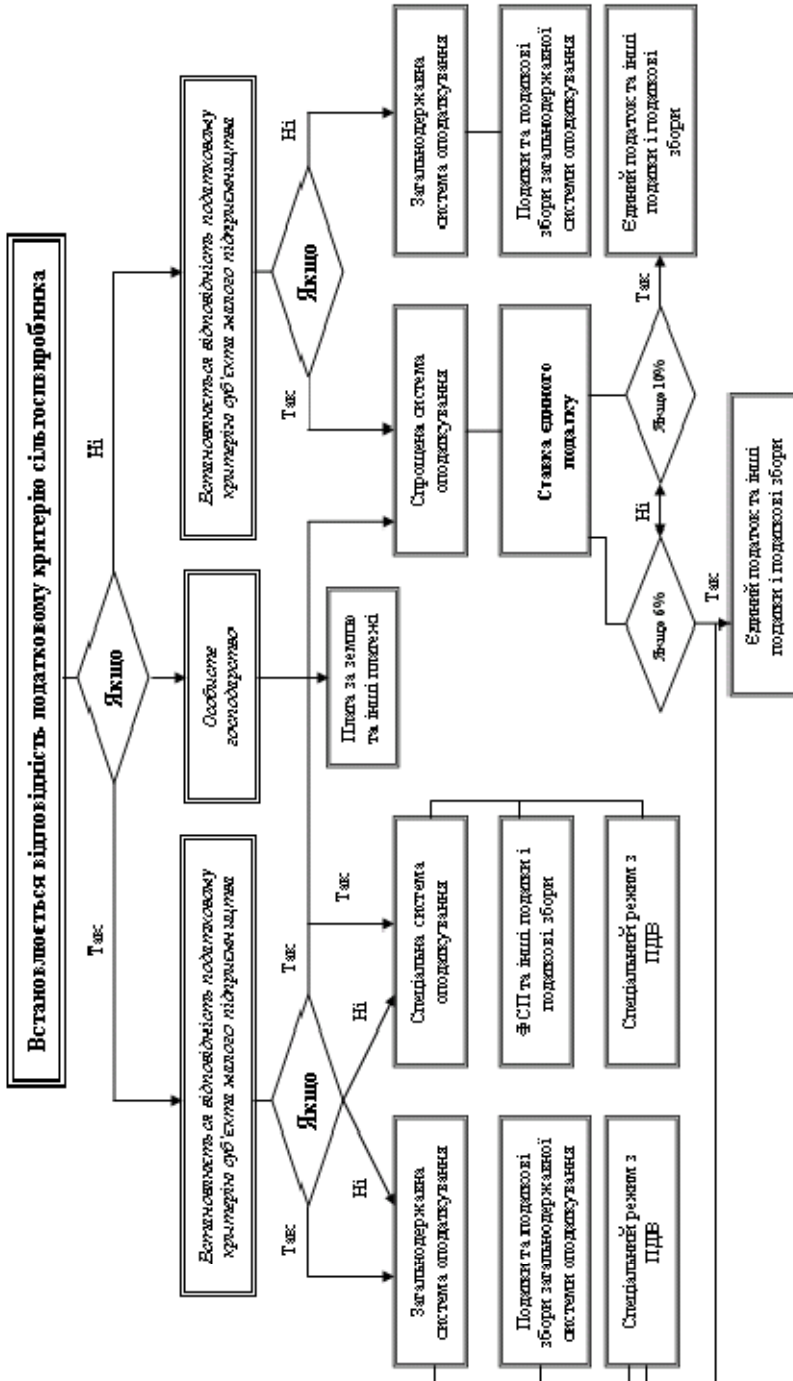 Встановлюється відповідність податковому критерію сільгоспвиробника
Так
Якщо
Ні
Встановлюється відповідність податковому
критерію суб'єкта малого підприємництва
Особисте
господарство
Встановлюється відповідність податковому
критерію суб'єкта малого підприємництва
Так
Якщо
Так
Ні
Ні
Так
Плата за землю
та інші платежі
Так
Якщо
Ні
Загальнодержавна
система оподаткування
Спеціальна система
оподаткування
Спрощена система
оподаткування
Загальнодержавна
система оподаткування
Податки та податкові
збори загальнодержавної
системи оподаткування
ФСП та інші податки і
податкові збори
Ставка єдиного
податку
Податки та податкові
збори загальнодержавної
системи оподаткування
Спеціальний режим з
ПДВ
Спеціальний режим з
ПДВ
Якщо 6%
Ні
Якщо 10%
Так
Єдиний податок та інші
податки і податкові
збори
Так
Єдиний податок та інші
податки і податкові збори